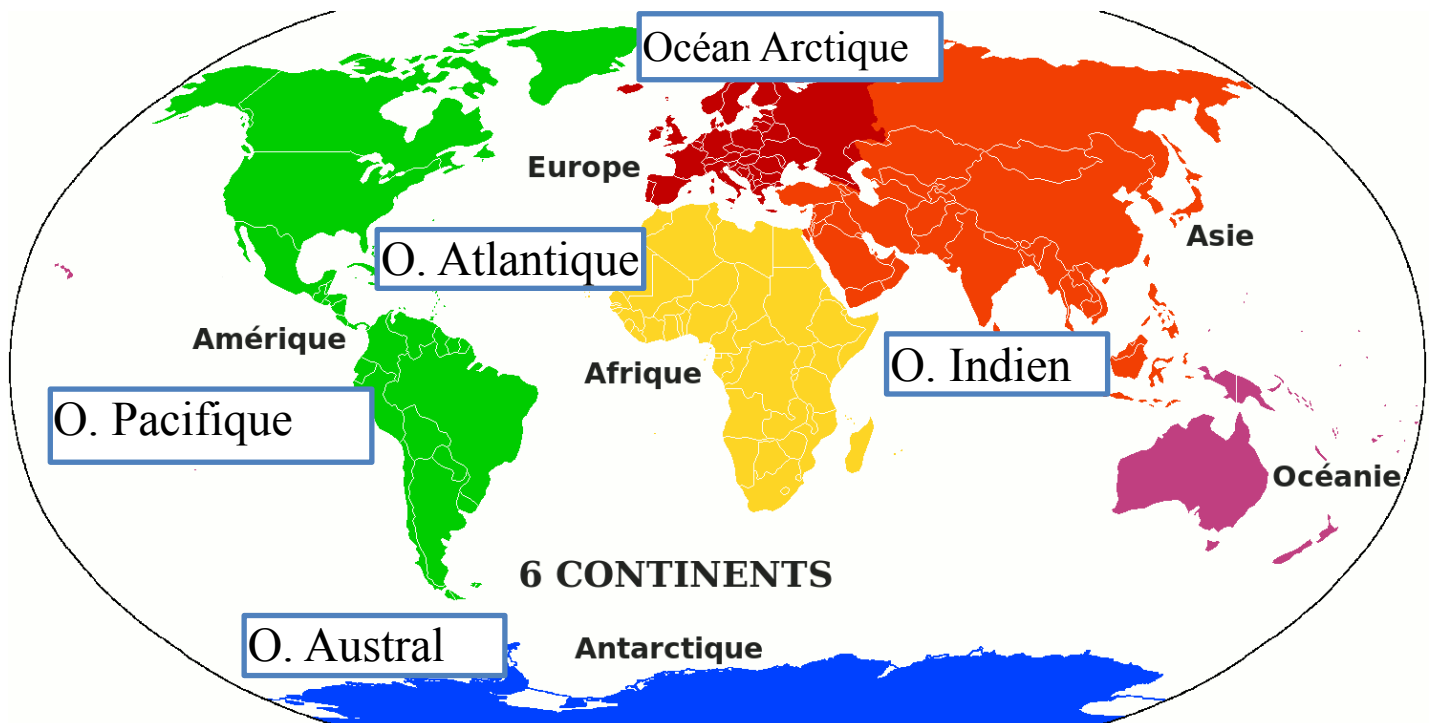 Océan Arctique
Europe
Asie
O. Atlantique
Amérique
Afrique
O. Indien
O. Pacifique
Océanie
6 CONTINENTS
O. Austral
Antarctique